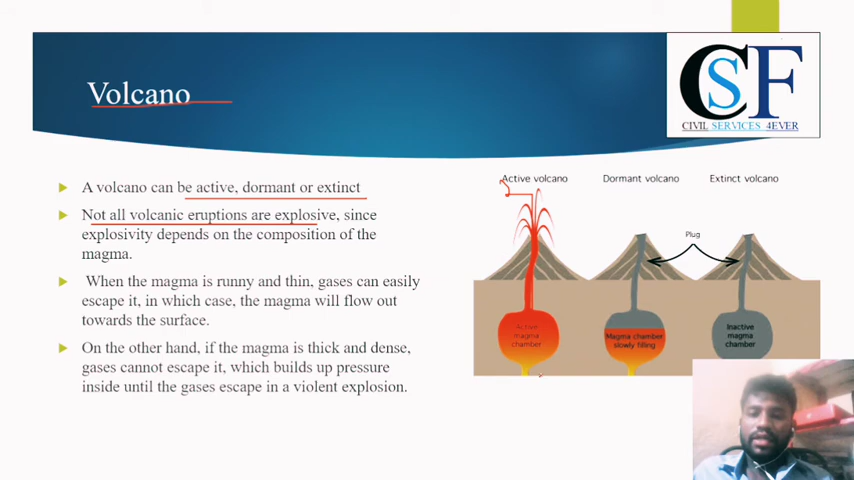 CSF
CIVIL SERVICES 4EVER
Volcano
A volcano can be active, dormant or extinct
Not all volcanic eruptions are explosive, since
explosivity depends on the composition of the
magma.
When the magma is runny and thin, gases can easily
escape it, in which case, the magma will flow out
towards the surface.
On the other hand, if the magma is thick and dense,
gases cannot escape it, which builds up pressure
inside until the gases escape in a violent explosion.
Active volcano
Dormant volcano
Extinct volcano
Plug
Active
magma
chamber
Magma chamber
slowly filling
Inactive
magma
chamber